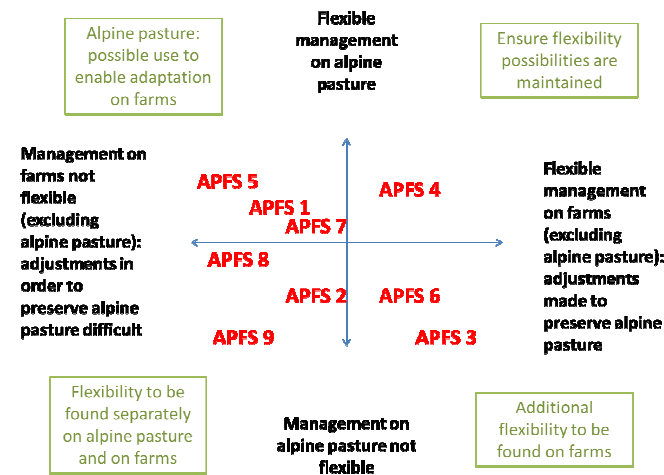 Alpine pasture:
possible use to
enable adaptation
on farms
Flexible
management
on alpine
pasture
Ensure flexibility
possibilities are
maintained
Management on
farms not
flexible
(excluding
alpine pasture):
adjustments in
order to
preserve alpine
pasture difficult
APFS 5
APFS 1
APFS 7
APFS 4
APFS 8
APFS 2
APFS 6
APFS 9
APFS 3
Flexible
management
on farms
(excluding
alpine pasture):
adjustments
made to
preserve alpine
pasture
Flexibility to be
found separately
on alpine pasture
and on farms
Management on
alpine pasture not
flexible
Additional
flexibility to be
found on farms